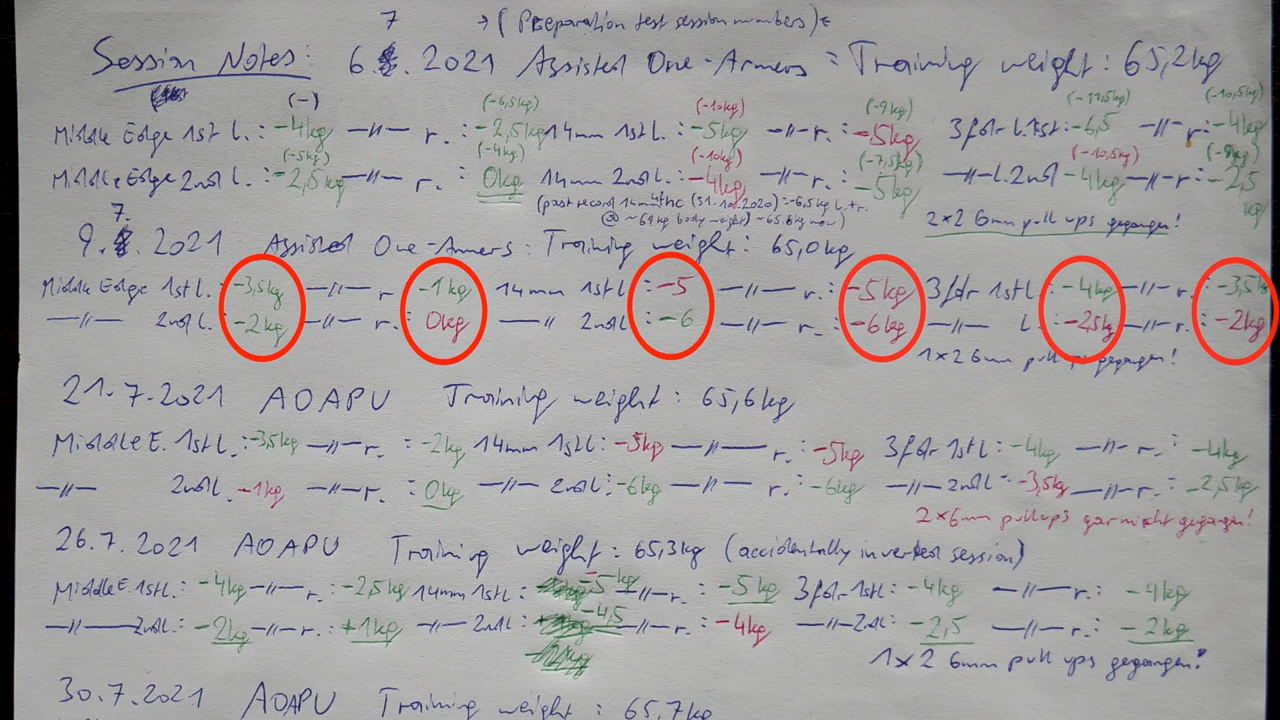 7 → ( Preparation test session numbers) ←
Session Notes: 6. . 2021 Assisted One-Armers = Training weight: 65,2kg
(-) (-6,5kg) (-10kg) (-9kg) (-11,5kg) (-10,5kg)
Middle Edge 1st l. : -4kg —//— r. : -2,5kg 14mm 1st l. : -5kg —//— r. : -5kg 3fdr l. 1st : -6,5 —//— r. : -4kg
(-5kg) (-4kg) (-10kg) (-7,5kg) (-10,5kg) (-9kg)
Middle Edge 2nd l. : -2,5kg —//— r. : 0kg 14mm 2nd l. : -4kg —//— r. : -5kg —//— l. 2nd -4kg —//— r. : -2,5 kg
(past record 14mm (31.10.2020) = -6,5kg l.+r.
@ ~69kg body weight) ~65,8kg now)
2×2 6mm pull ups gegangen!
7.
9. . 2021 Assisted One-Armers : Training weight : 65,0kg
Middle Edge 1st l. : -3,5kg —//— r. -1kg 14mm 1st l. : -5 —//— r. : -5kg 3fdr 1st l. : -4kg —//— r. : -3,5k
—//— 2nd l. : -2kg —//— r. : 0kg —//— 2nd l. : -6 —//— r. : -6kg —//— l. : -2,5kg —//— r. : -2kg
1×2 6mm pull gegangen!
21.7.2021 AOAPU Training weight : 65,6kg
Middle E. 1st l. : -3,5kg —//— r. : -2kg 14mm 1st l. : -5kg —//— r. : -5kg 3fdr 1st l. : -4kg —//— r. : -4kg
—//— 2nd l. -1kg —//— r. : 0kg —//— 2nd l. : -6kg —//— r. : -6kg —//— 2nd l. -3,5kg —//— r. : -2,5kg
2×6mm pull ups gar nicht gegangen!
26.7.2021 AOAPU Training weight : 65,3kg (accidentally inverted session)
Middle E. 1st l. : -4kg —//— r. : -2,5kg 14mm 1st l. : -5kg —//— r. : -5kg 3fdr 1st l. : -4kg —//— r. : -4kg
—//— 2nd l. : -2kg —//— r. : +1kg —//— 2nd l. : -4,5 —//— r. : -4kg —//— 2nd l. : -2,5 —//— r. : -2kg
1×2 6mm pull ups gegangen!
30.7.2021 AOAPU Training weight : 65,7kg